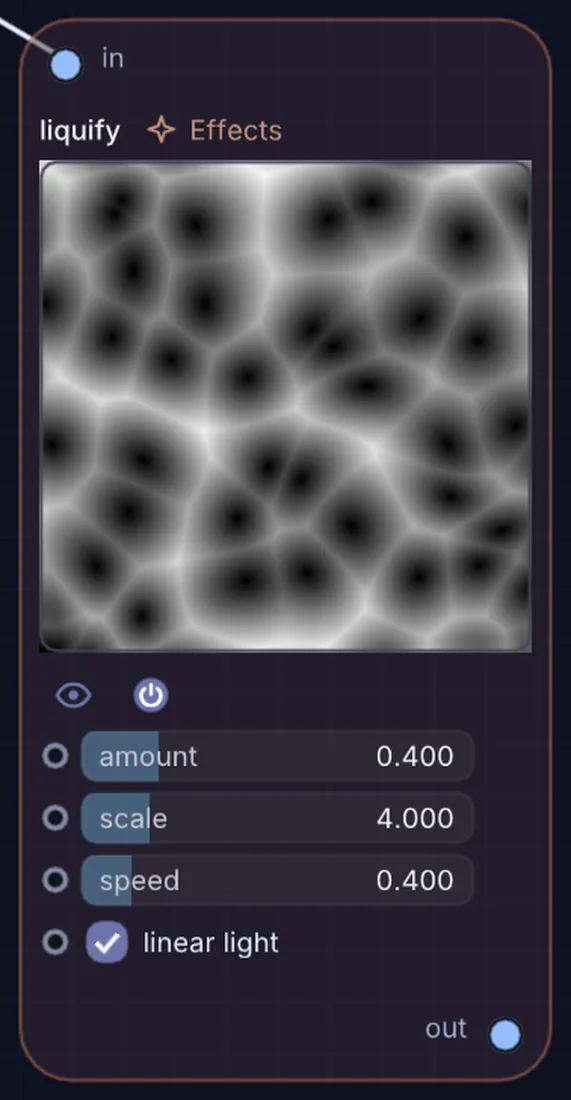 in
liquify Effects
amount 0.400
scale 4.000
speed 0.400
linear light
out